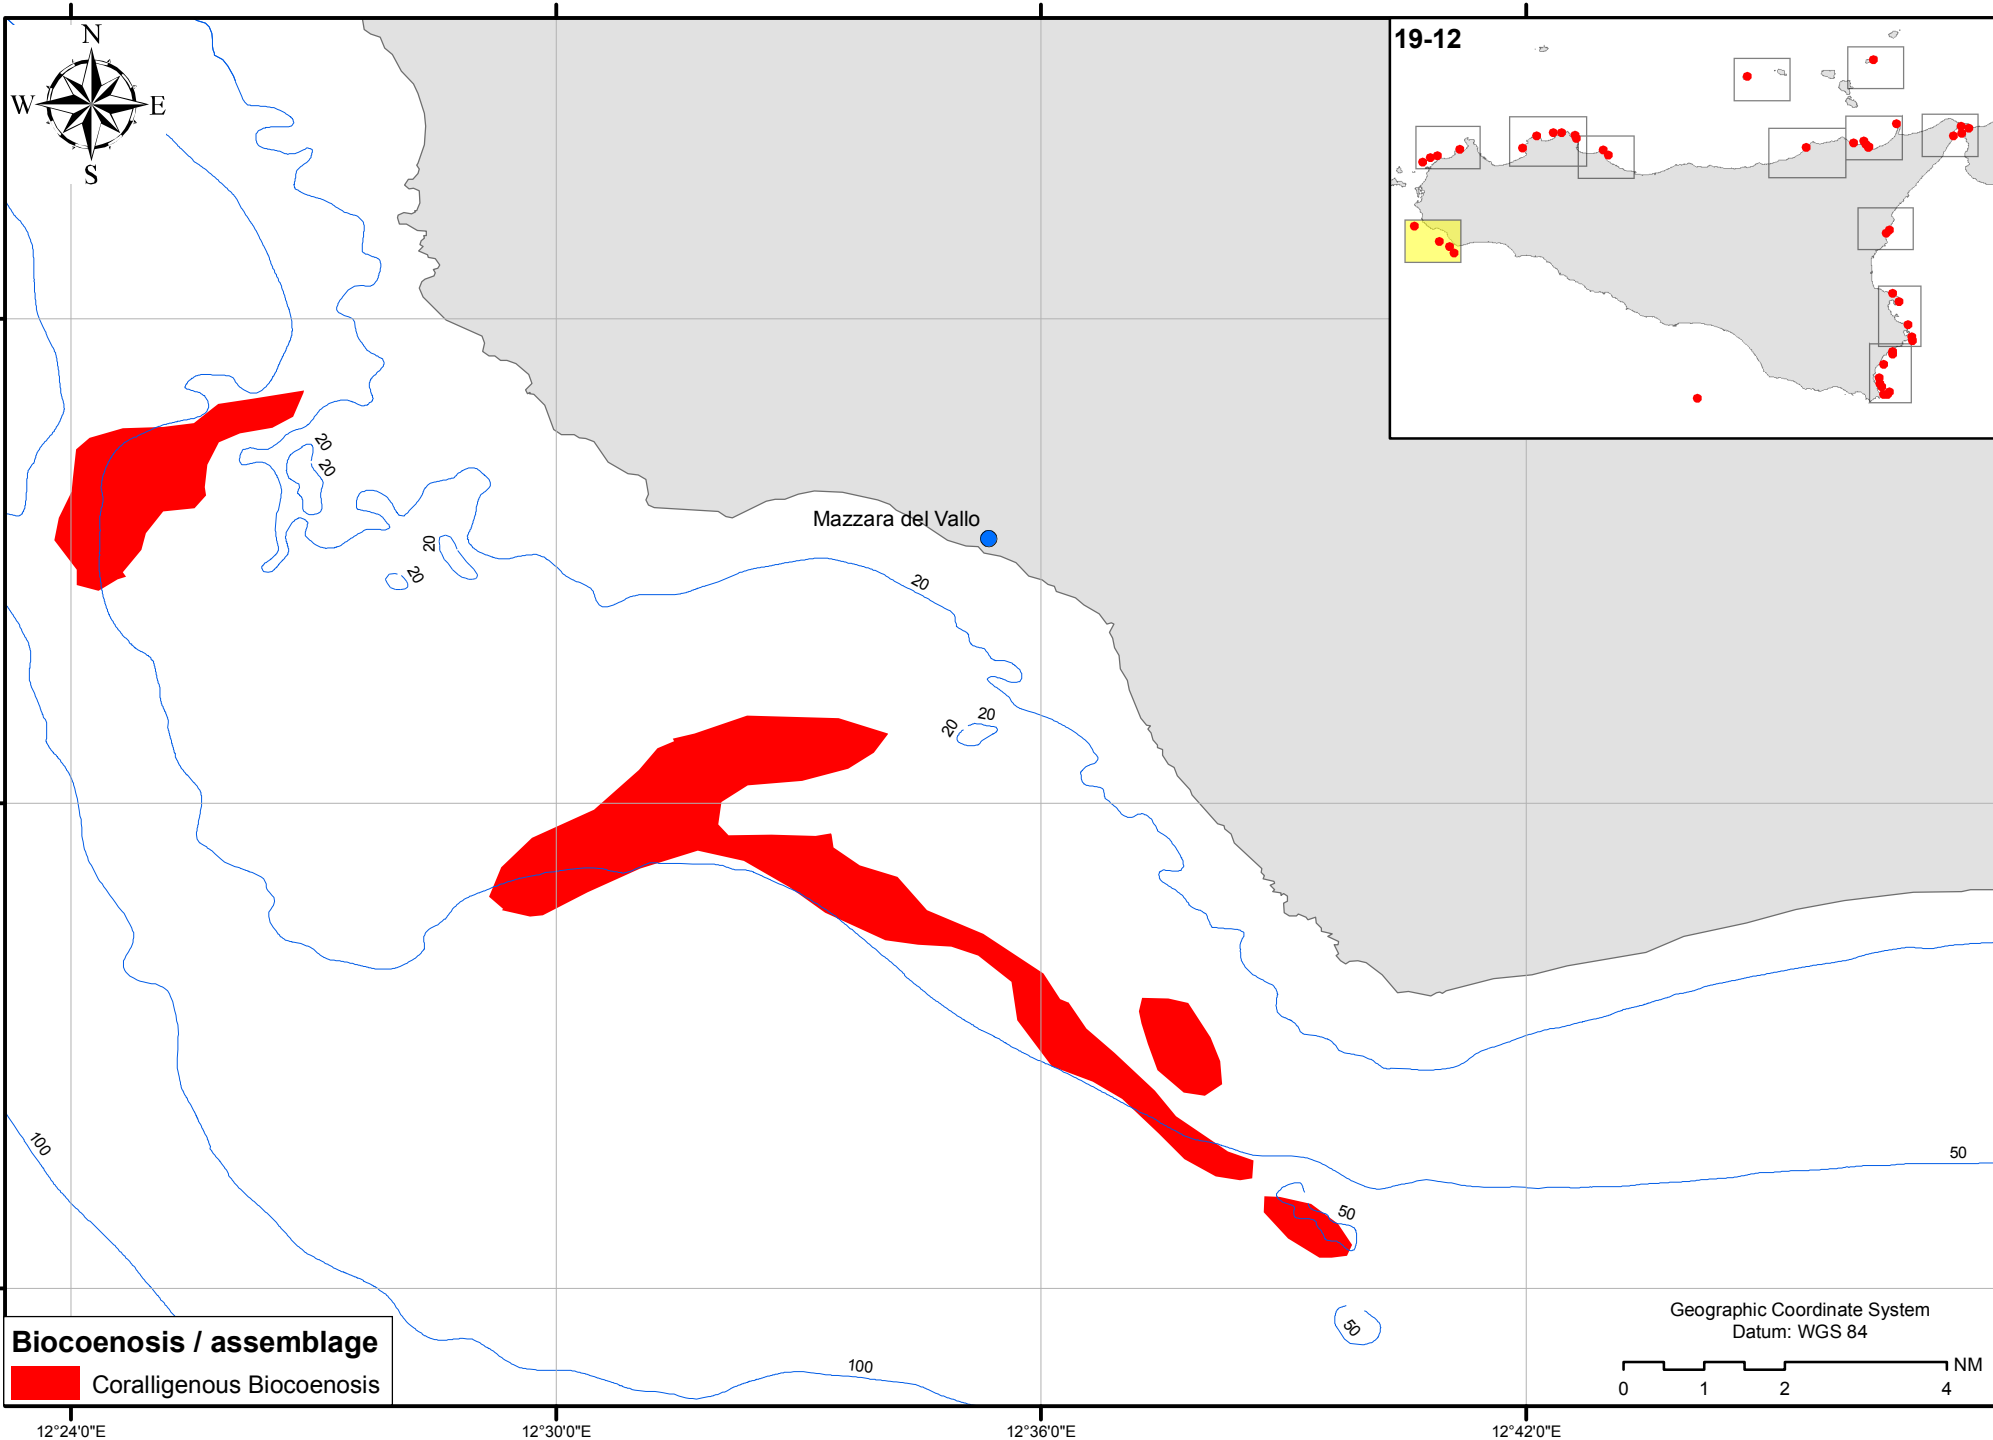 N
W E
S
19-12
20
20
Mazzara del Vallo
20
20
20
20
20
100
50
50
50
100
Biocoenosis / assemblage
Coralligenous Biocoenosis
Geographic Coordinate System
Datum: WGS 84
NM
0 1 2 4
12°24'0"E 12°30'0"E 12°36'0"E 12°42'0"E